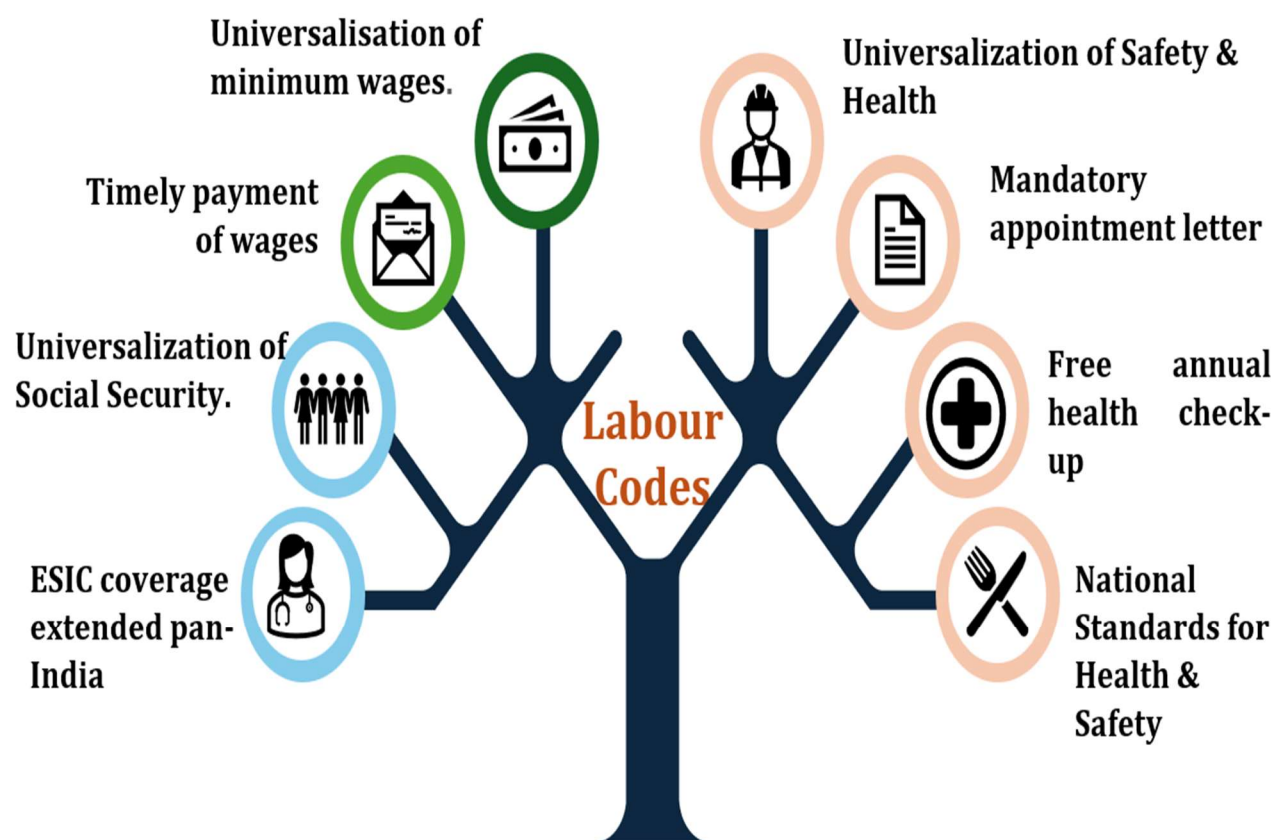 Universalisation of
minimum wages.
Timely payment
of wages
Universalization of
Social Security.
ESIC coverage
extended pan-
India
Labour
Codes
Universalization of Safety &
Health
Mandatory
appointment letter
Free annual
health check-
up
National
Standards for
Health &
Safety